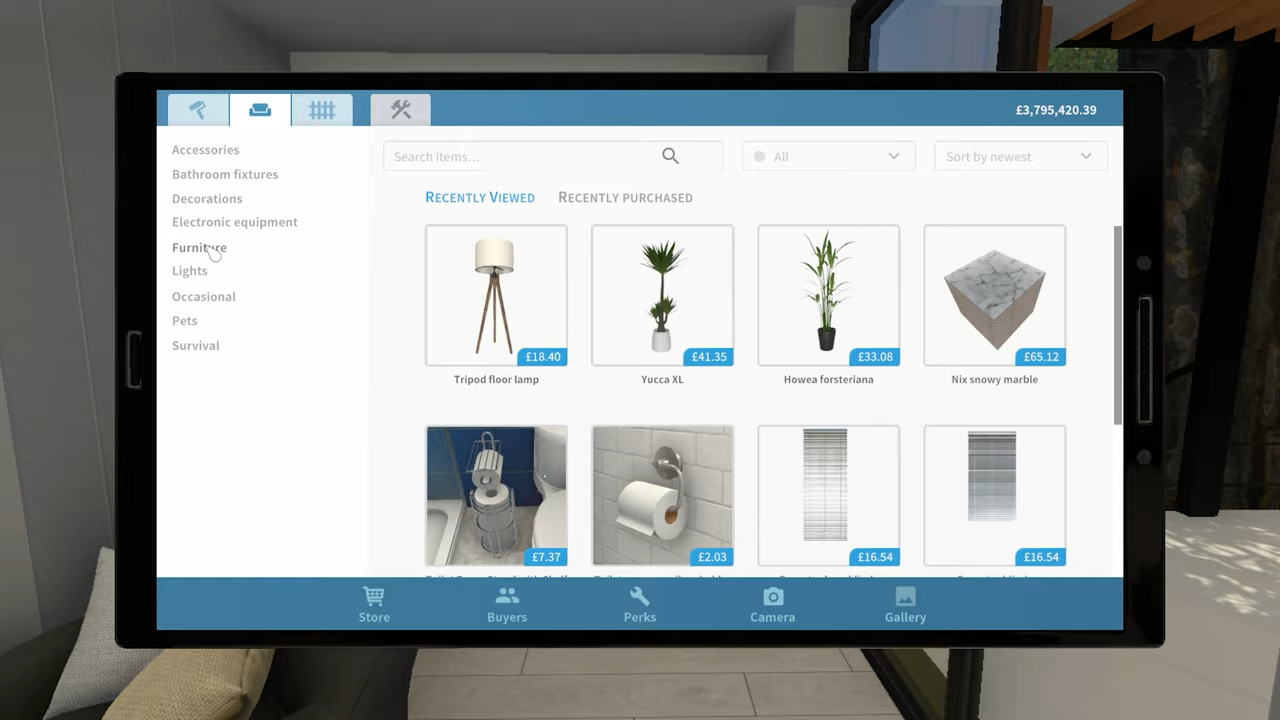 £3,795,420.39
Accessories
Bathroom fixtures
Decorations
Electronic equipment
Furniture
Lights
Occasional
Pets
Survival
Search items...
All
Sort by newest
RECENTLY VIEWED
RECENTLY PURCHASED
£18.40
£41.35
£33.08
£65.12
Tripod floor lamp
Yucca XL
Howea forsteriana
Nix snowy marble
£7.37
£2.03
£16.54
£16.54
Store
Buyers
Perks
Camera
Gallery